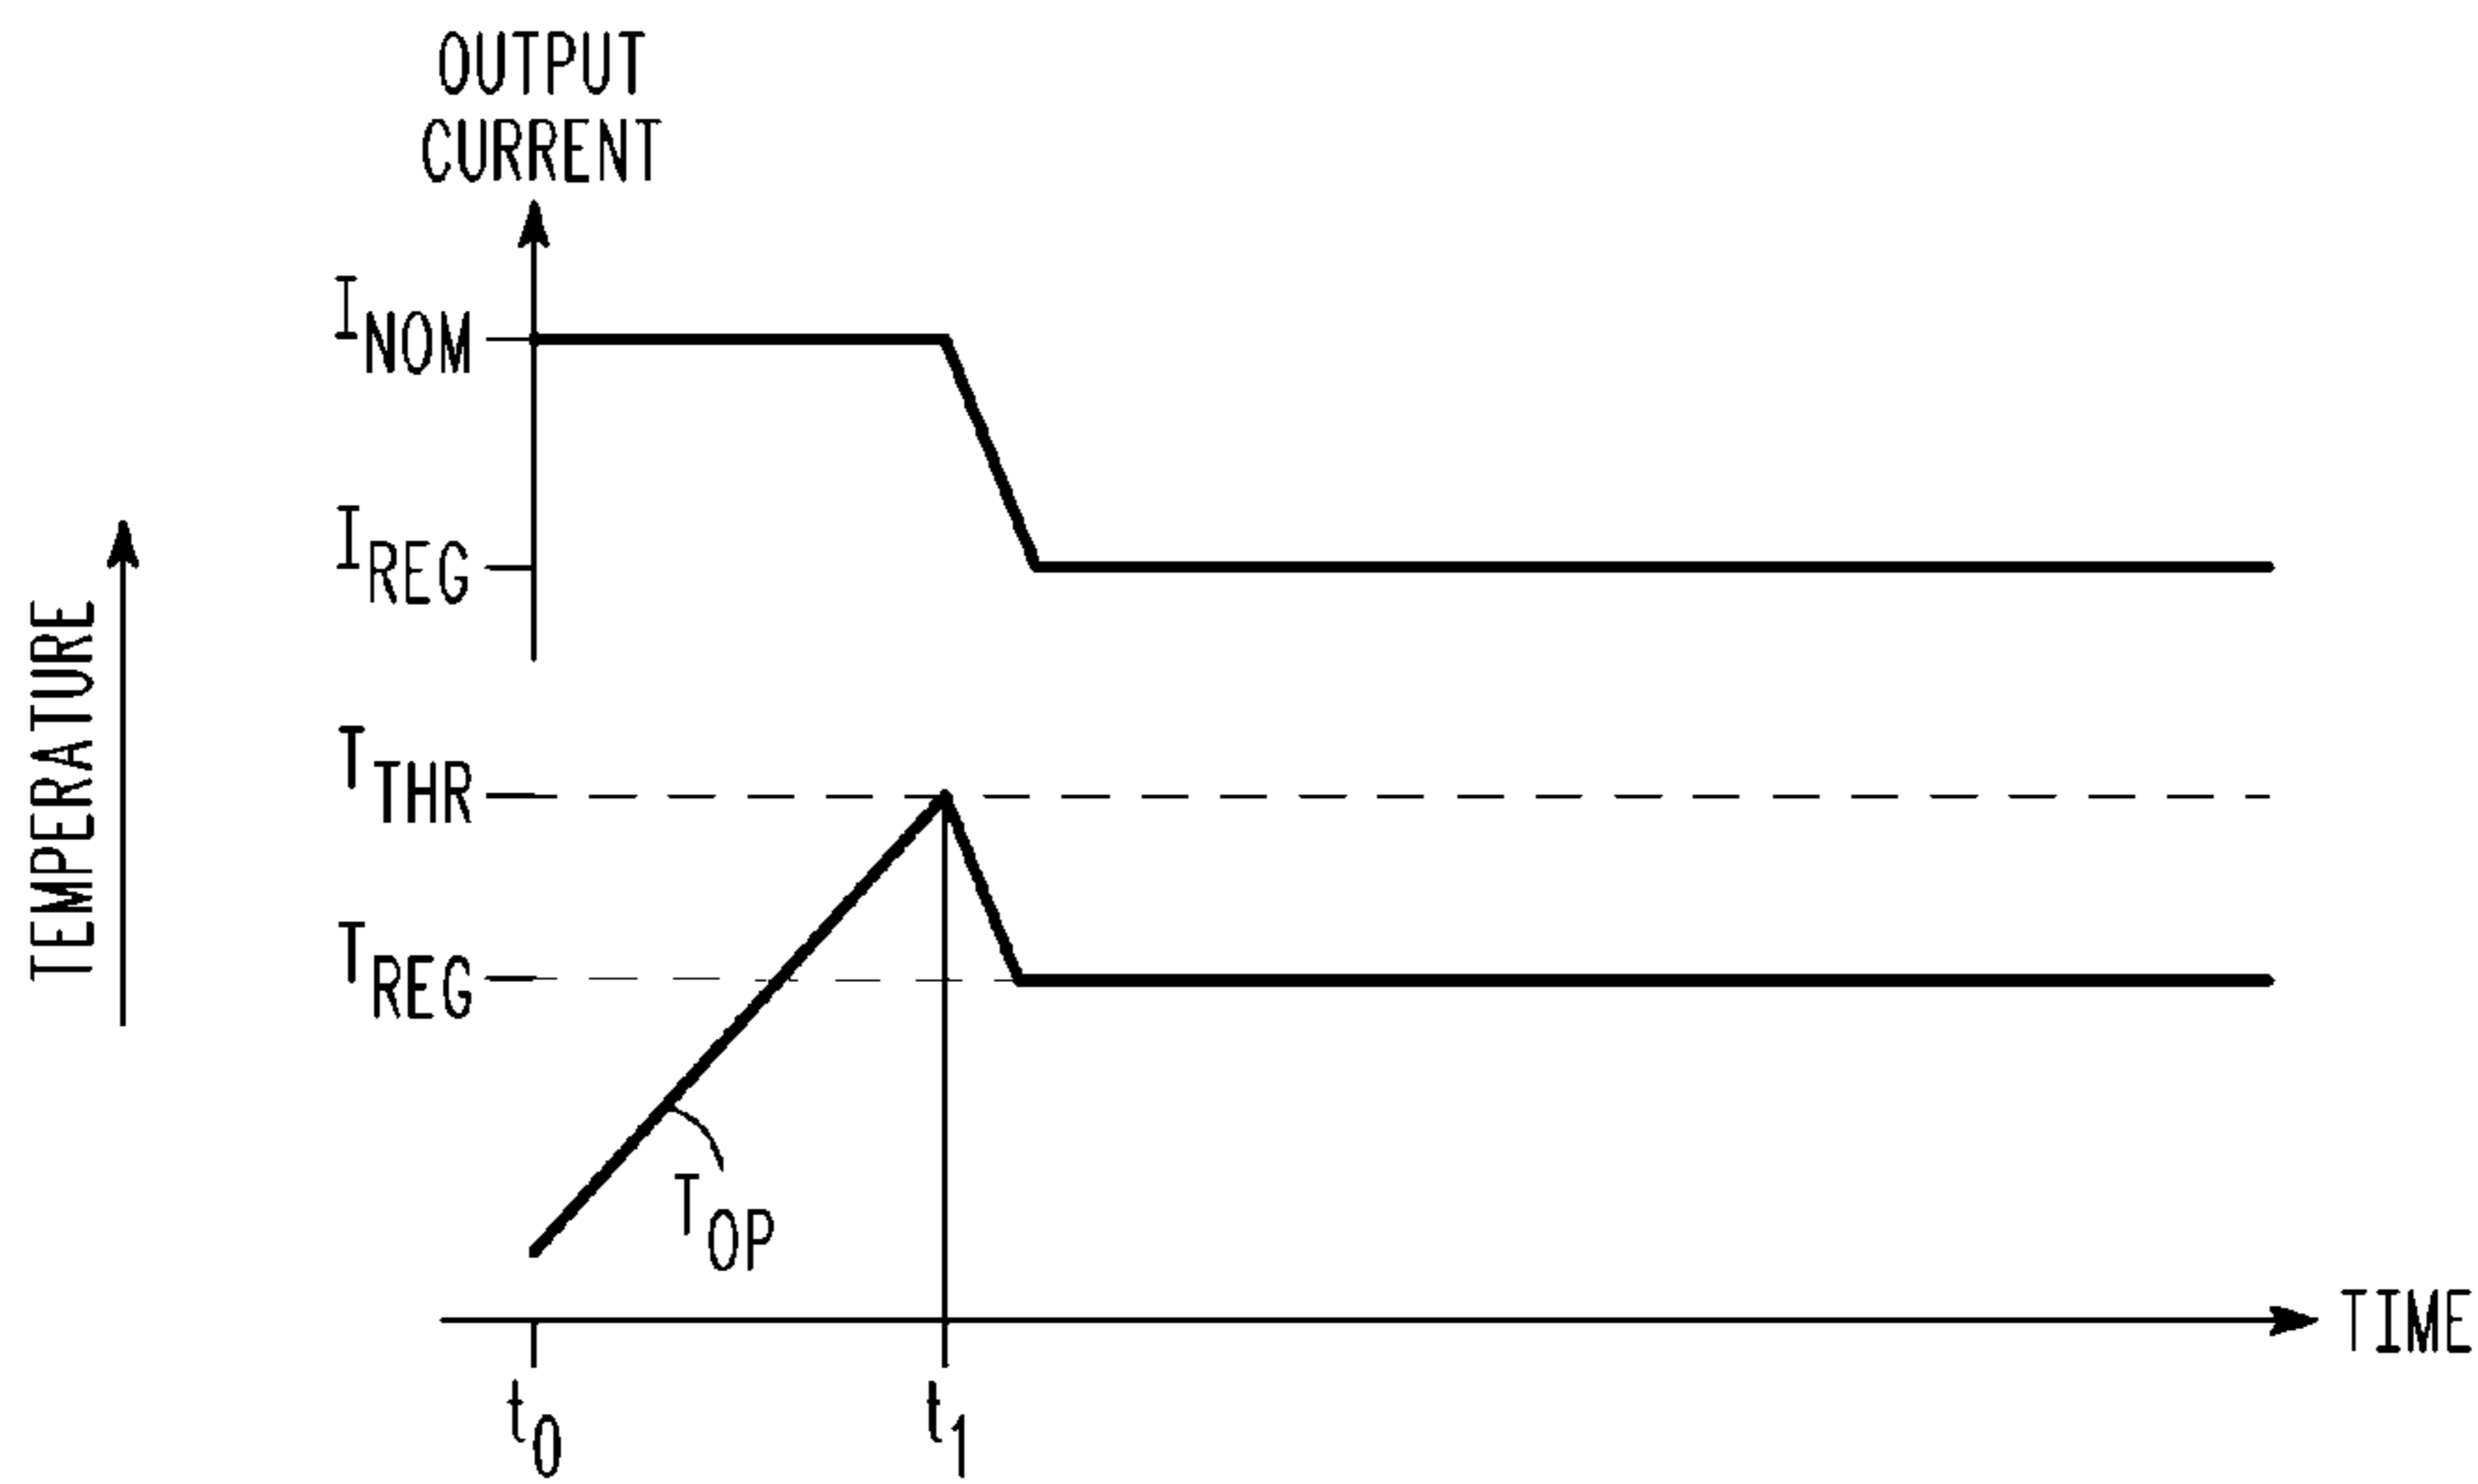 OUTPUT
CURRENT
I_NOM
I_REG
TEMPERATURE
T_THR
T_REG
T_OP
TIME
t_0
t_1